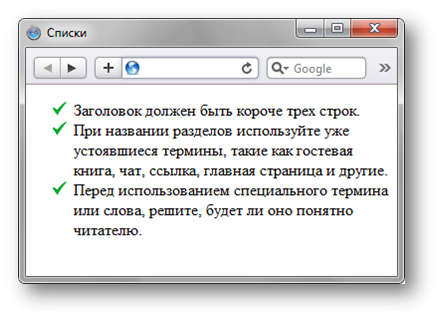 Списки
Google
Заголовок должен быть короче трех строк.
При названии разделов используйте уже
устоявшиеся термины, такие как гостевая
книга, чат, ссылка, главная страница и другие.
Перед использованием специального термина
или слова, решите, будет ли оно понятно
читателю.